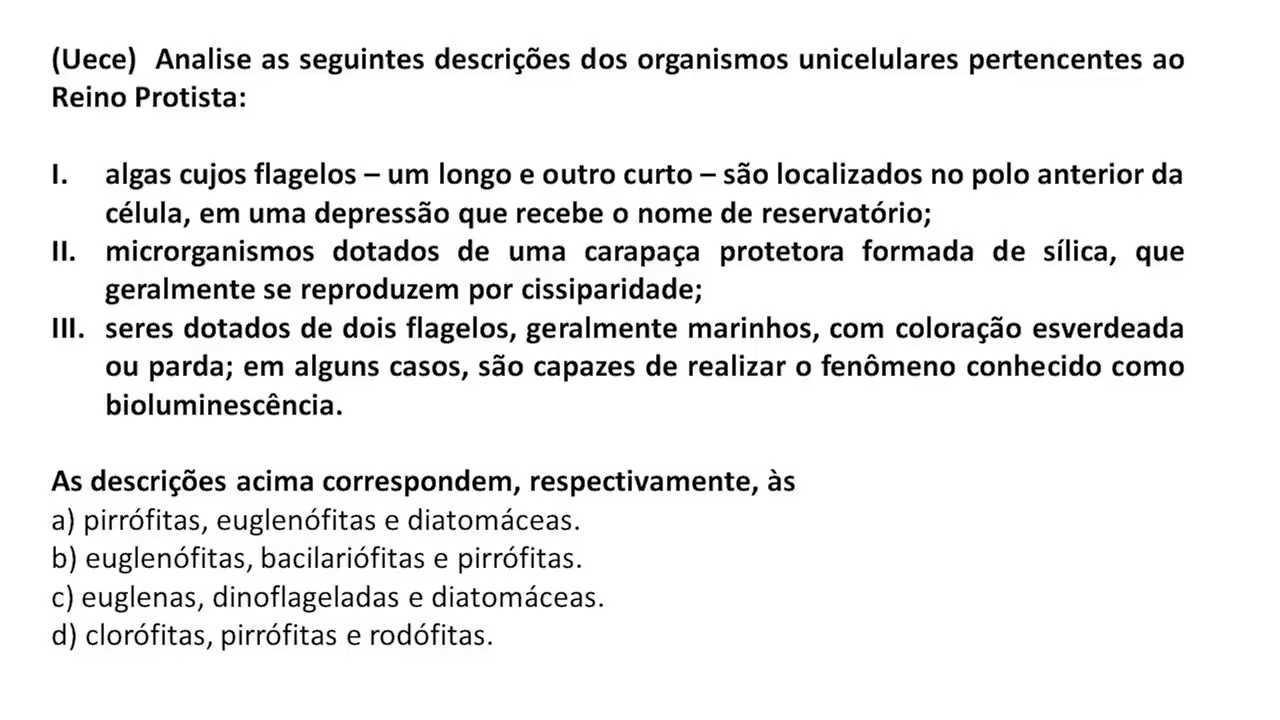 (Uece) Analise as seguintes descrições dos organismos unicelulares pertencentes ao
Reino Protista:
I. algas cujos flagelos – um longo e outro curto – são localizados no polo anterior da
célula, em uma depressão que recebe o nome de reservatório;
II. microrganismos dotados de uma carapaça protetora formada de sílica, que
geralmente se reproduzem por cissiparidade;
III. seres dotados de dois flagelos, geralmente marinhos, com coloração esverdeada
ou parda; em alguns casos, são capazes de realizar o fenômeno conhecido como
bioluminescência.
As descrições acima correspondem, respectivamente, às
a) pirrófitas, euglenófitas e diatomáceas.
b) euglenófitas, bacilariófitas e pirrófitas.
c) euglenas, dinoflageladas e diatomáceas.
d) clorófitas, pirrófitas e rodófitas.